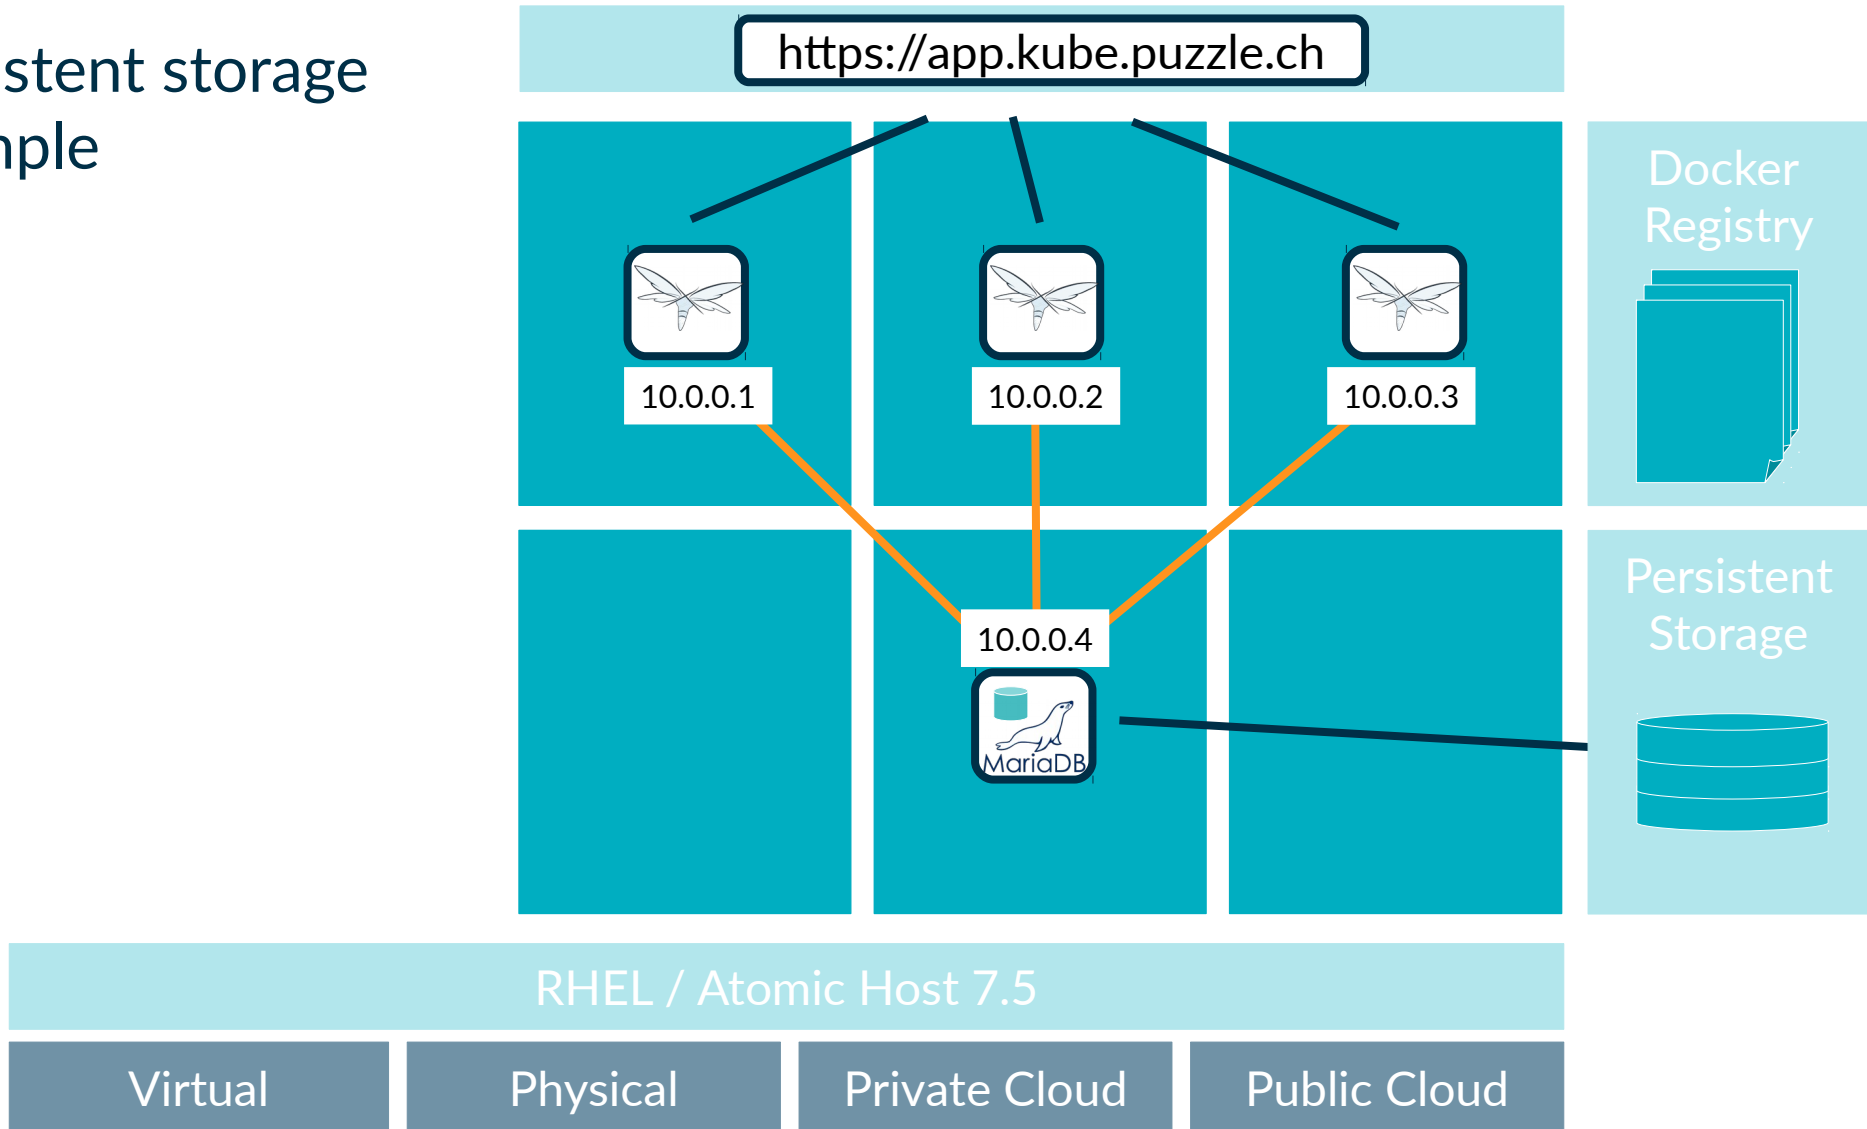 stent storage
https://app.kube.puzzle.ch
nple
Docker
Registry
10.0.0.1
10.0.0.2
10.0.0.3
Persistent
Storage
10.0.0.4
MariaDB
RHEL / Atomic Host 7.5
Virtual
Physical
Private Cloud
Public Cloud